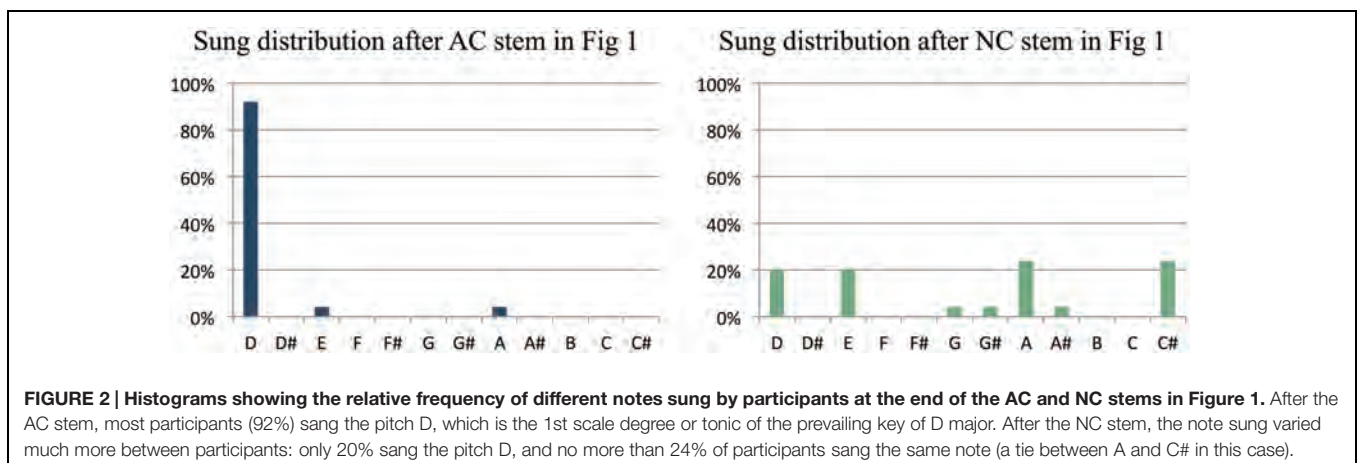 Sung distribution after AC stem in Fig 1
100%
80%
60%
40%
20%
0%
D D# E F F# G G# A A# B C C#
Sung distribution after NC stem in Fig 1
100%
80%
60%
40%
20%
0%
D D# E F F# G G# A A# B C C#
FIGURE 2 | Histograms showing the relative frequency of different notes sung by participants at the end of the AC and NC stems in Figure 1. After the
AC stem, most participants (92%) sang the pitch D, which is the 1st scale degree or tonic of the prevailing key of D major. After the NC stem, the note sung varied
much more between participants: only 20% sang the pitch D, and no more than 24% of participants sang the same note (a tie between A and C# in this case).